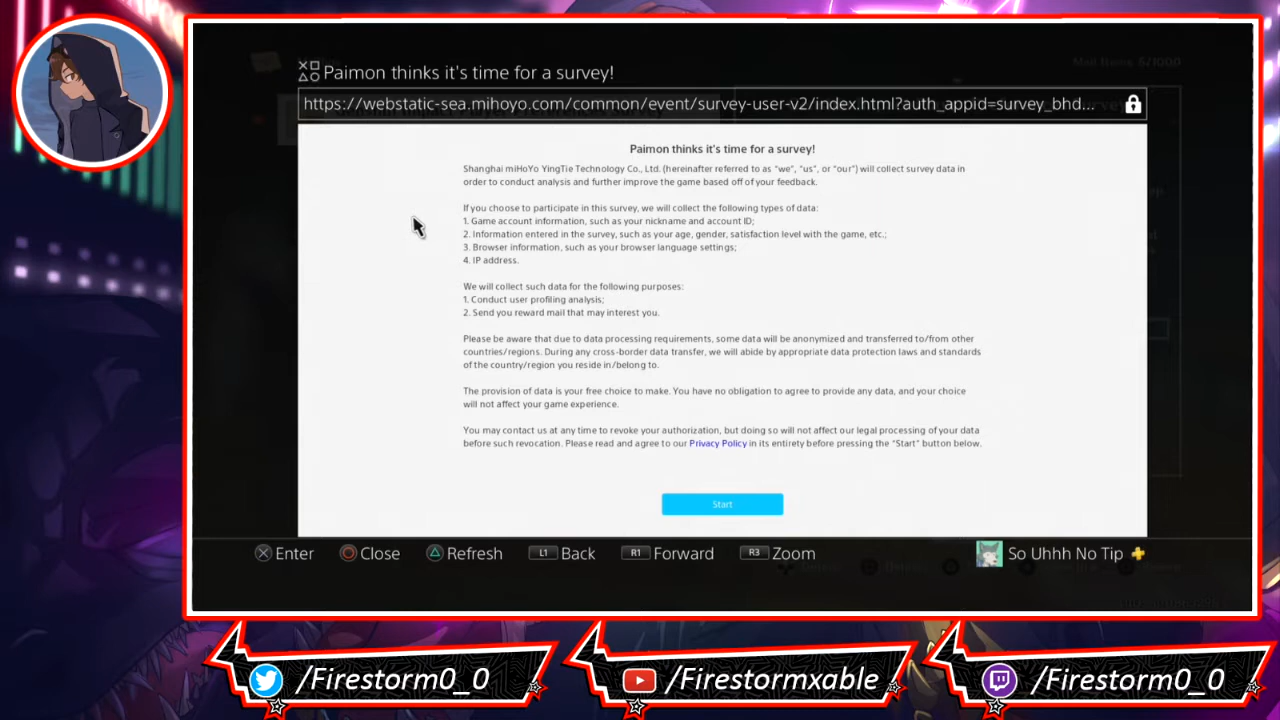 Paimon thinks it's time for a survey!
https://webstatic-sea.mihoyo.com/common/event/survey-user-v2/index.html?auth_appid=survey_bhd...
Paimon thinks it's time for a survey!
Shanghai miHoYo YingTie Technology Co., Ltd. (hereinafter referred to as "we", "us", or "our") will collect survey data in
order to conduct analysis and further improve the game based off of your feedback.
If you choose to participate in this survey, we will collect the following types of data:
1. Game account information, such as your nickname and account ID;
2. Information entered in the survey, such as your age, gender, satisfaction level with the game, etc.;
3. Browser information, such as your browser language settings;
4. IP address.
We will collect such data for the following purposes:
1. Conduct user profiling analysis;
2. Send you reward mail that may interest you.
Please be aware that due to data processing requirements, some data will be anonymized and transferred to/from other
countries/regions. During any cross-border data transfer, we will abide by appropriate data protection laws and standards
of the country/region you reside in/belong to.
The provision of data is your free choice to make. You have no obligation to agree to provide any data, and your choice
will not affect your game experience.
You may contact us at any time to revoke your authorization, but doing so will not affect our legal processing of your data
before such revocation. Please read and agree to our Privacy Policy in its entirety before pressing the "Start" button below.
Start
Enter Close Refresh L1 Back R1 Forward R3 Zoom So Uhhh No Tip
/Firestorm0_0 /Firestormxable /Firestorm0_0